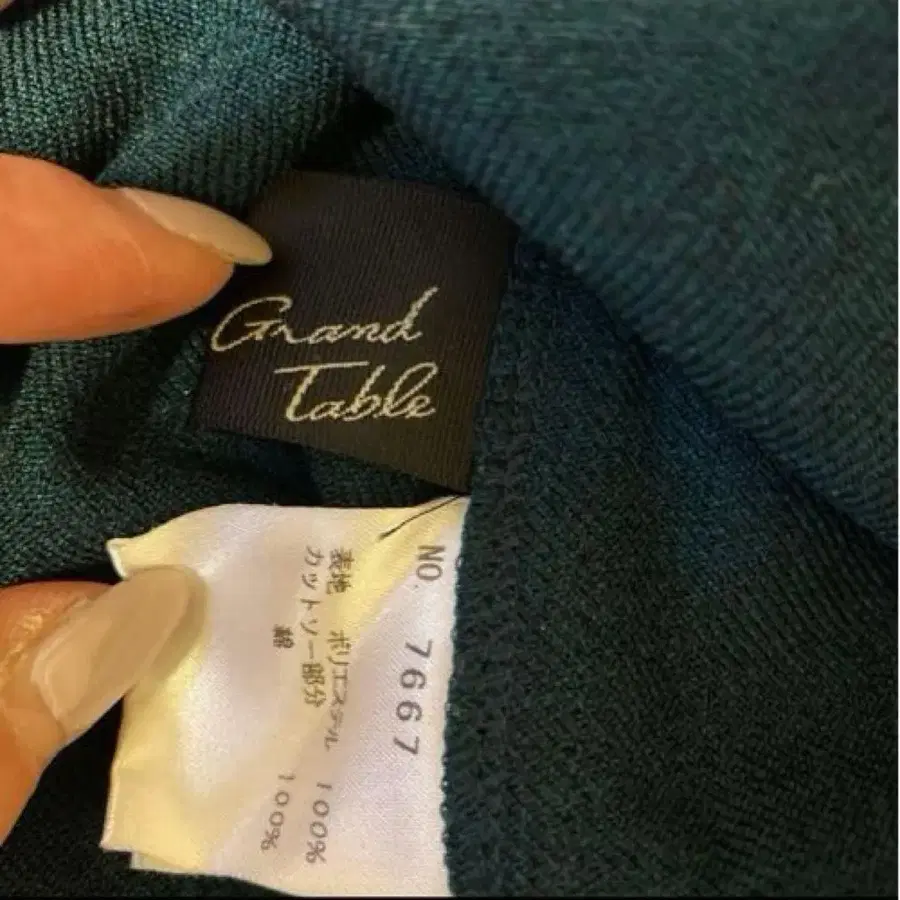 Grand
Table
NO. 7667
表地 ポリエステル 100%
カットソー部分
綿 100%